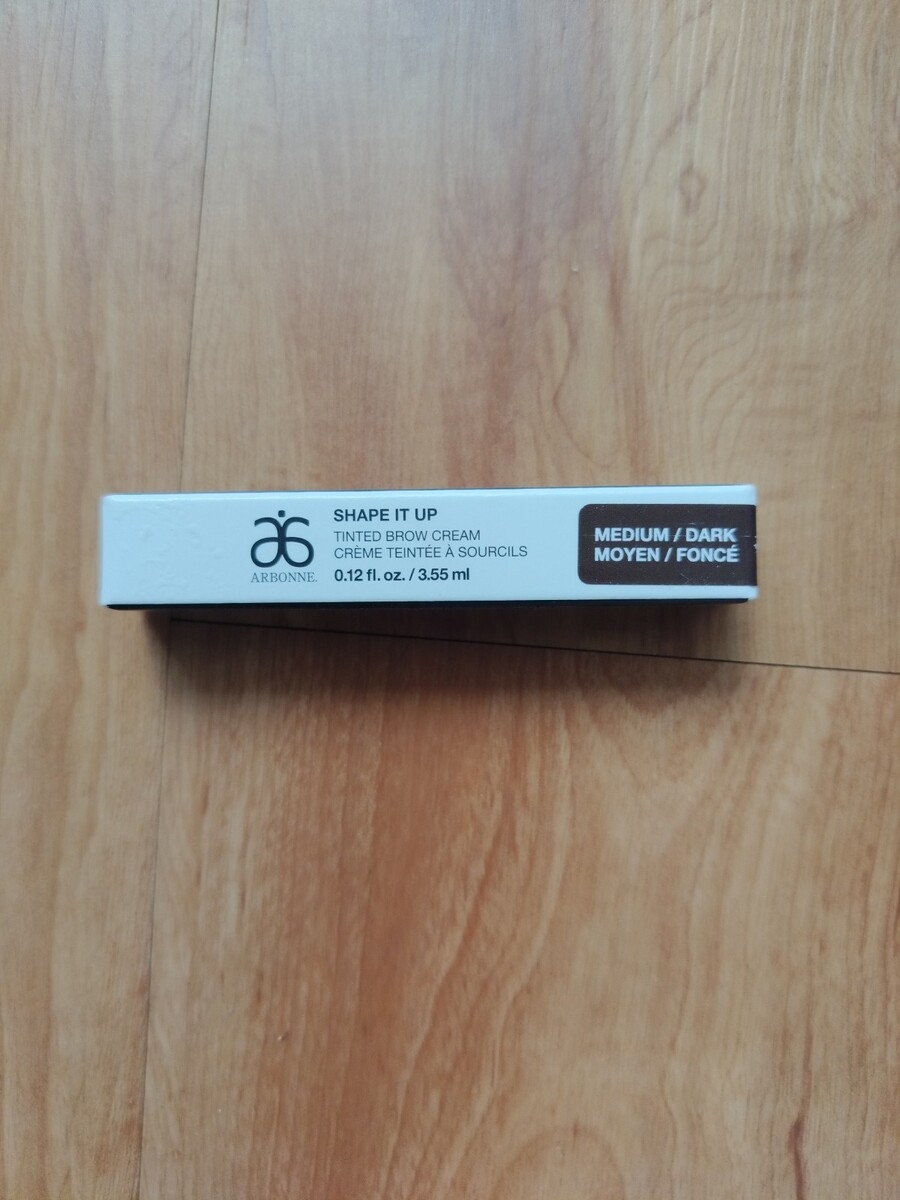 ARBONNE.
SHAPE IT UP
TINTED BROW CREAM
CRÈME TEINTÉE À SOURCILS
0.12 fl. oz. / 3.55 ml
MEDIUM / DARK
MOYEN / FONCÉ